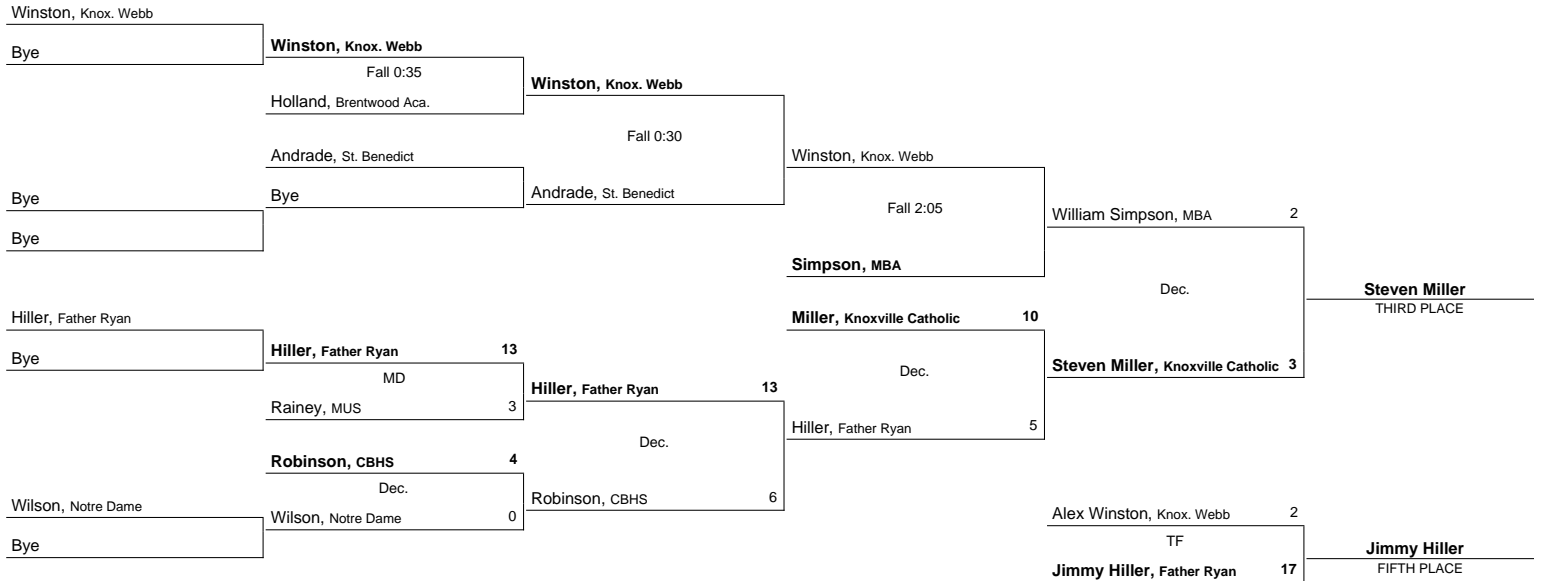 Winston, Knox. Webb
Bye
Winston, Knox. Webb
Fall 0:35
Holland, Brentwood Aca.
Winston, Knox. Webb
Fall 0:30
Andrade, St. Benedict
Bye
Andrade, St. Benedict
Bye
Bye
Winston, Knox. Webb
Fall 2:05
Simpson, MBA
William Simpson, MBA 2
Dec.
Steven Miller, Knoxville Catholic 3
Steven Miller
THIRD PLACE
Hiller, Father Ryan
Bye
Hiller, Father Ryan 13
MD
Rainey, MUS 3
Hiller, Father Ryan 13
Dec.
Robinson, CBHS 6
Miller, Knoxville Catholic 10
Dec.
Hiller, Father Ryan 5
Robinson, CBHS 4
Dec.
Wilson, Notre Dame 0
Wilson, Notre Dame
Bye
Alex Winston, Knox. Webb 2
TF
Jimmy Hiller, Father Ryan 17
Jimmy Hiller
FIFTH PLACE